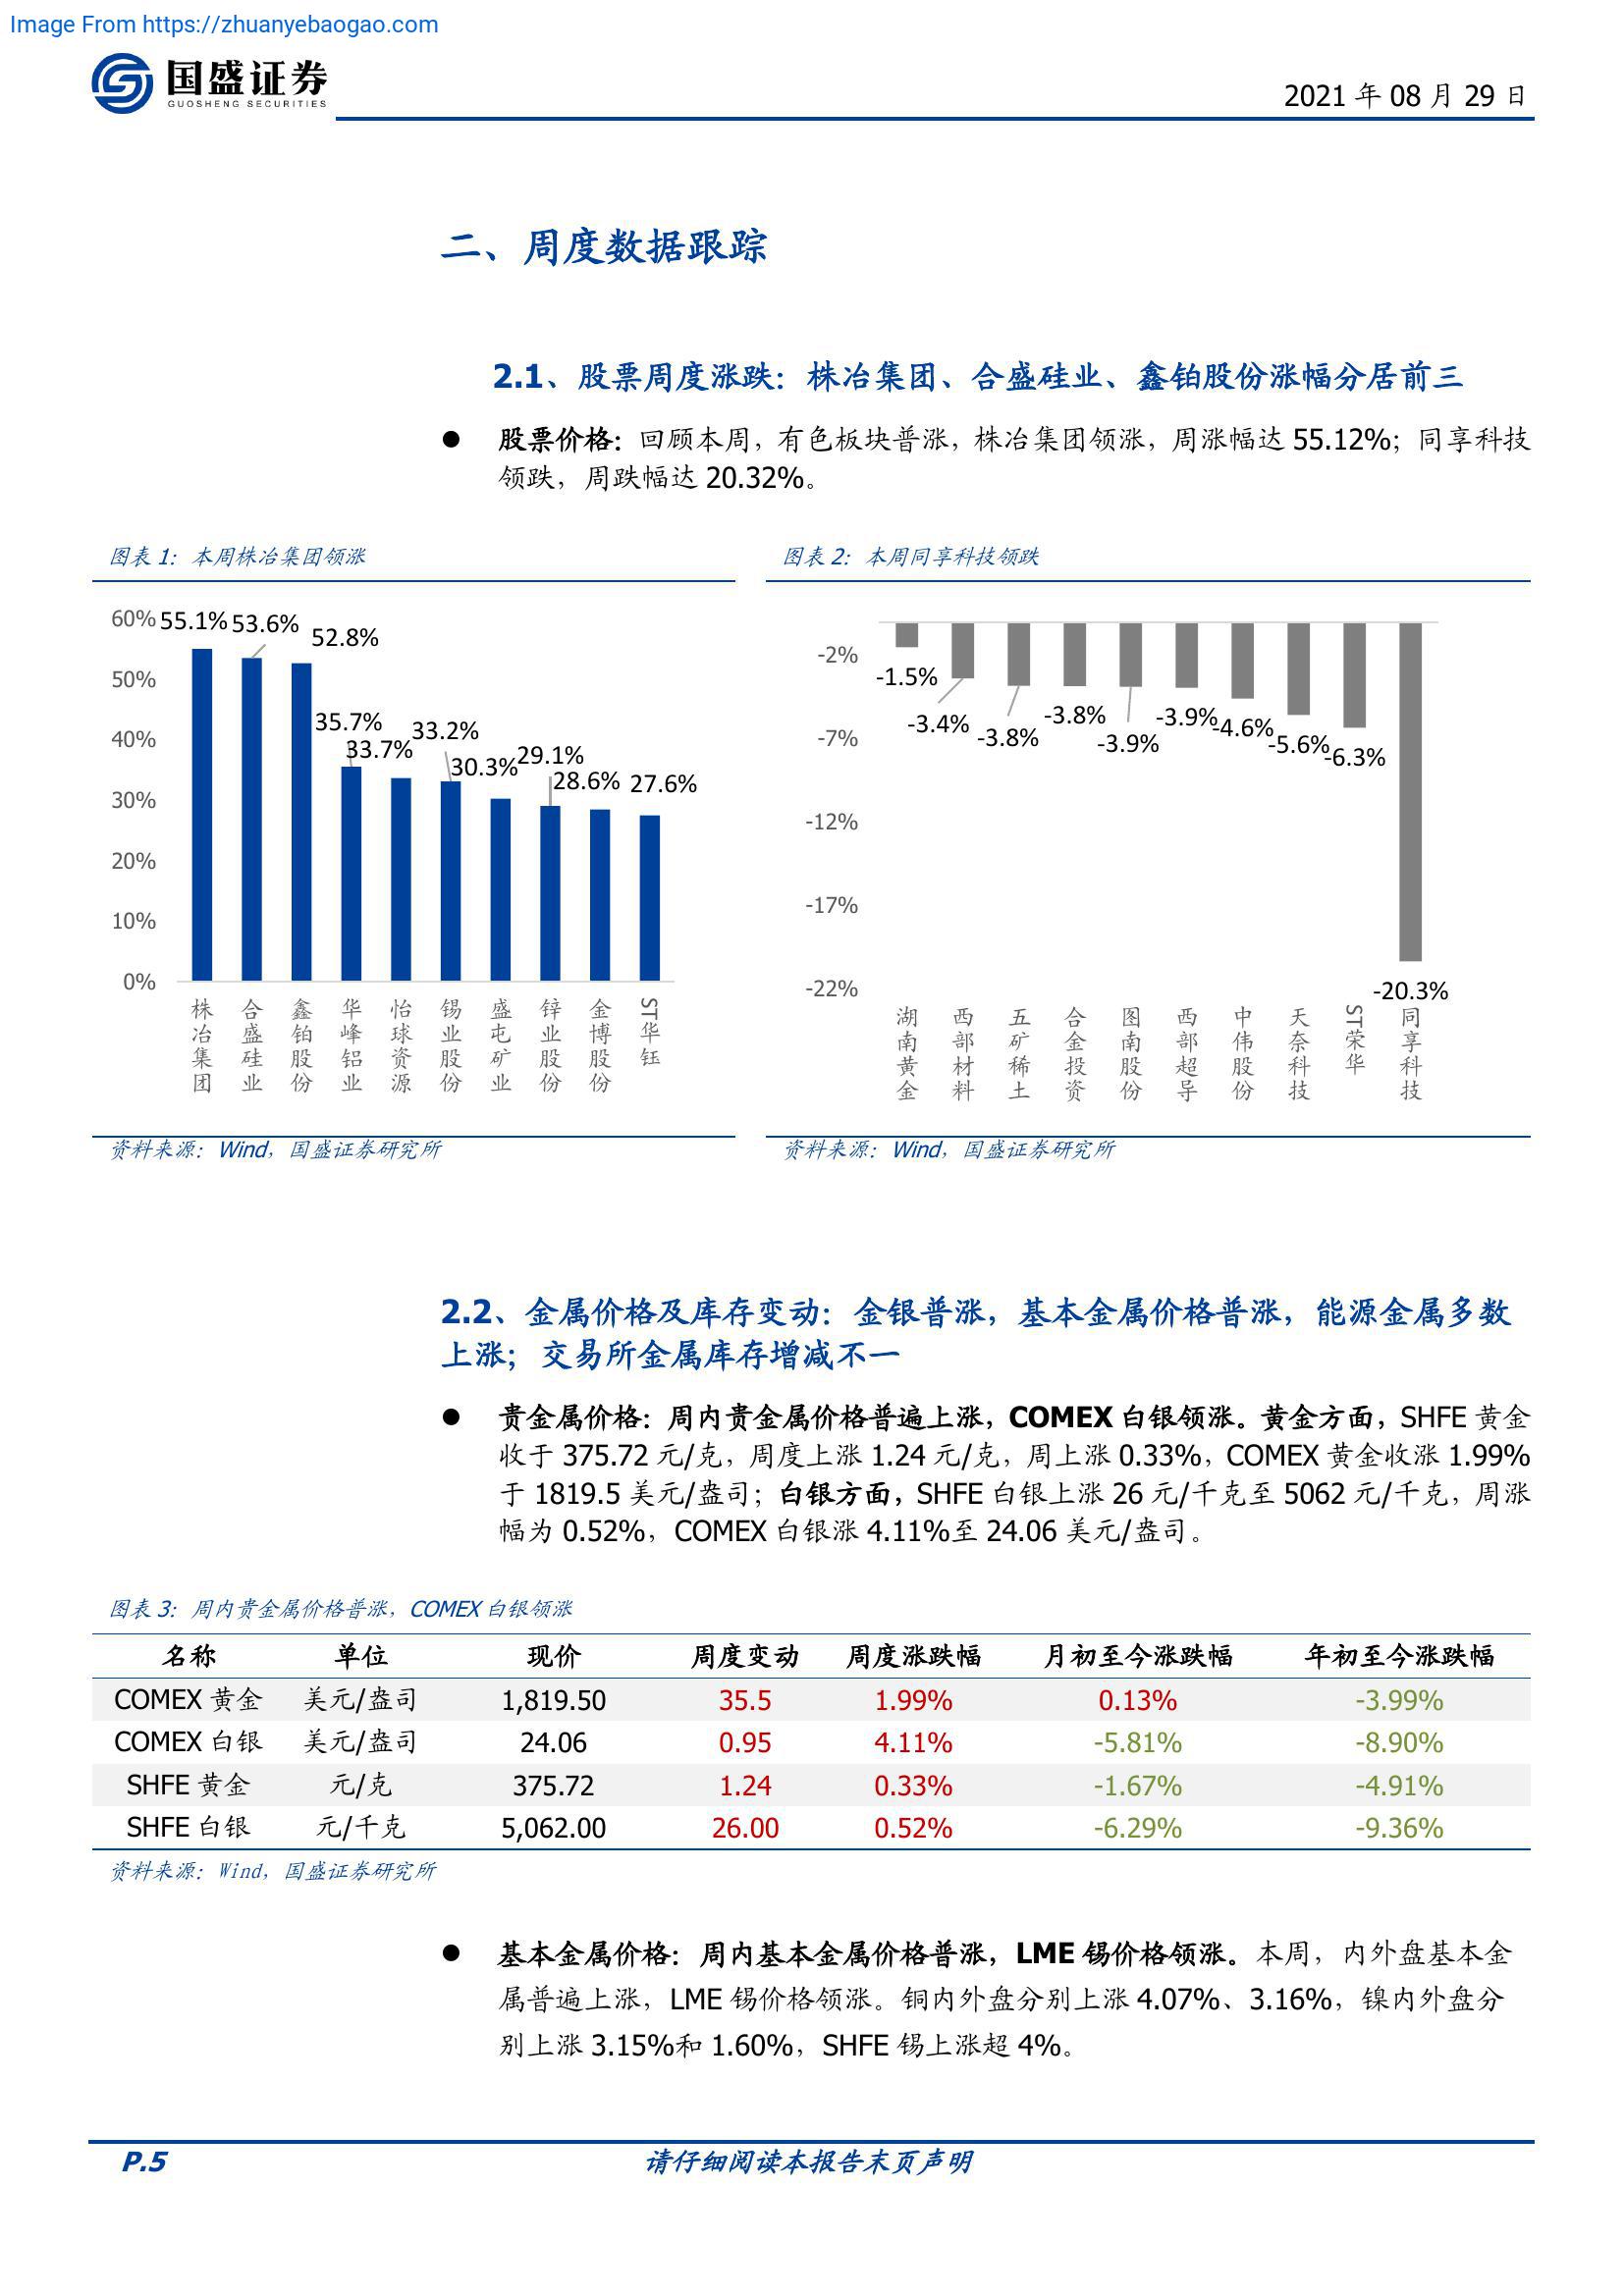 Image From https://zhuanyebaogao.com
国盛证券
GUOSHENG SECURITIES
2021 年 08 月 29 日
二、周度数据跟踪
2.1、股票周度涨跌：株冶集团、合盛硅业、鑫铂股份涨幅分居前三
● 股票价格：回顾本周，有色板块普涨，株冶集团领涨，周涨幅达 55.12%；同享科技
领跌，周跌幅达 20.32%。
图表 1：本周株冶集团领涨
60%
50%
40%
30%
20%
10%
0%
55.1%
53.6%
52.8%
35.7%
33.7%
33.2%
30.3%
29.1%
28.6%
27.6%
株冶集团
合盛硅业
鑫铂股份
华峰铝业
怡球资源
锡业股份
盛屯矿业
锌业股份
金博股份
ST华钰
资料来源：Wind，国盛证券研究所
图表 2：本周同享科技领跌
-2%
-7%
-12%
-17%
-22%
-1.5%
-3.4%
-3.8%
-3.8%
-3.9%
-3.9%
-4.6%
-5.6%
-6.3%
-20.3%
湖南黄金
西部材料
五矿稀土
合金投资
图南股份
西部超导
中伟股份
天奈科技
ST荣华
同享科技
资料来源：Wind，国盛证券研究所
2.2、金属价格及库存变动：金银普涨，基本金属价格普涨，能源金属多数
上涨；交易所金属库存增减不一
● 贵金属价格：周内贵金属价格普遍上涨，COMEX 白银领涨。黄金方面，SHFE 黄金
收于 375.72 元/克，周度上涨 1.24 元/克，周上涨 0.33%，COMEX 黄金收涨 1.99%
于 1819.5 美元/盎司；白银方面，SHFE 白银上涨 26 元/千克至 5062 元/千克，周涨
幅为 0.52%，COMEX 白银涨 4.11%至 24.06 美元/盎司。
图表 3：周内贵金属价格普涨，COMEX 白银领涨
名称 单位 现价 周度变动 周度涨跌幅 月初至今涨跌幅 年初至今涨跌幅
COMEX 黄金 美元/盎司 1,819.50 35.5 1.99% 0.13% -3.99%
COMEX 白银 美元/盎司 24.06 0.95 4.11% -5.81% -8.90%
SHFE 黄金 元/克 375.72 1.24 0.33% -1.67% -4.91%
SHFE 白银 元/千克 5,062.00 26.00 0.52% -6.29% -9.36%
资料来源：Wind，国盛证券研究所
● 基本金属价格：周内基本金属价格普涨，LME 锡价格领涨。本周，内外盘基本金
属普遍上涨，LME 锡价格领涨。铜内外盘分别上涨 4.07%、3.16%，镍内外盘分
别上涨 3.15%和 1.60%，SHFE 锡上涨超 4%。
P.5
请仔细阅读本报告末页声明